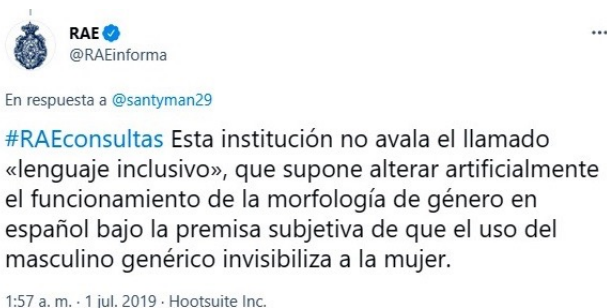 RAE
@RAEinforma
En respuesta a @santyman29
#RAEconsultas Esta institución no avala el llamado
«lenguaje inclusivo», que supone alterar artificialmente
el funcionamiento de la morfología de género en
español bajo la premisa subjetiva de que el uso del
masculino genérico invisibiliza a la mujer.
1:57 a. m. · 1 jul. 2019 · Hootsuite Inc.